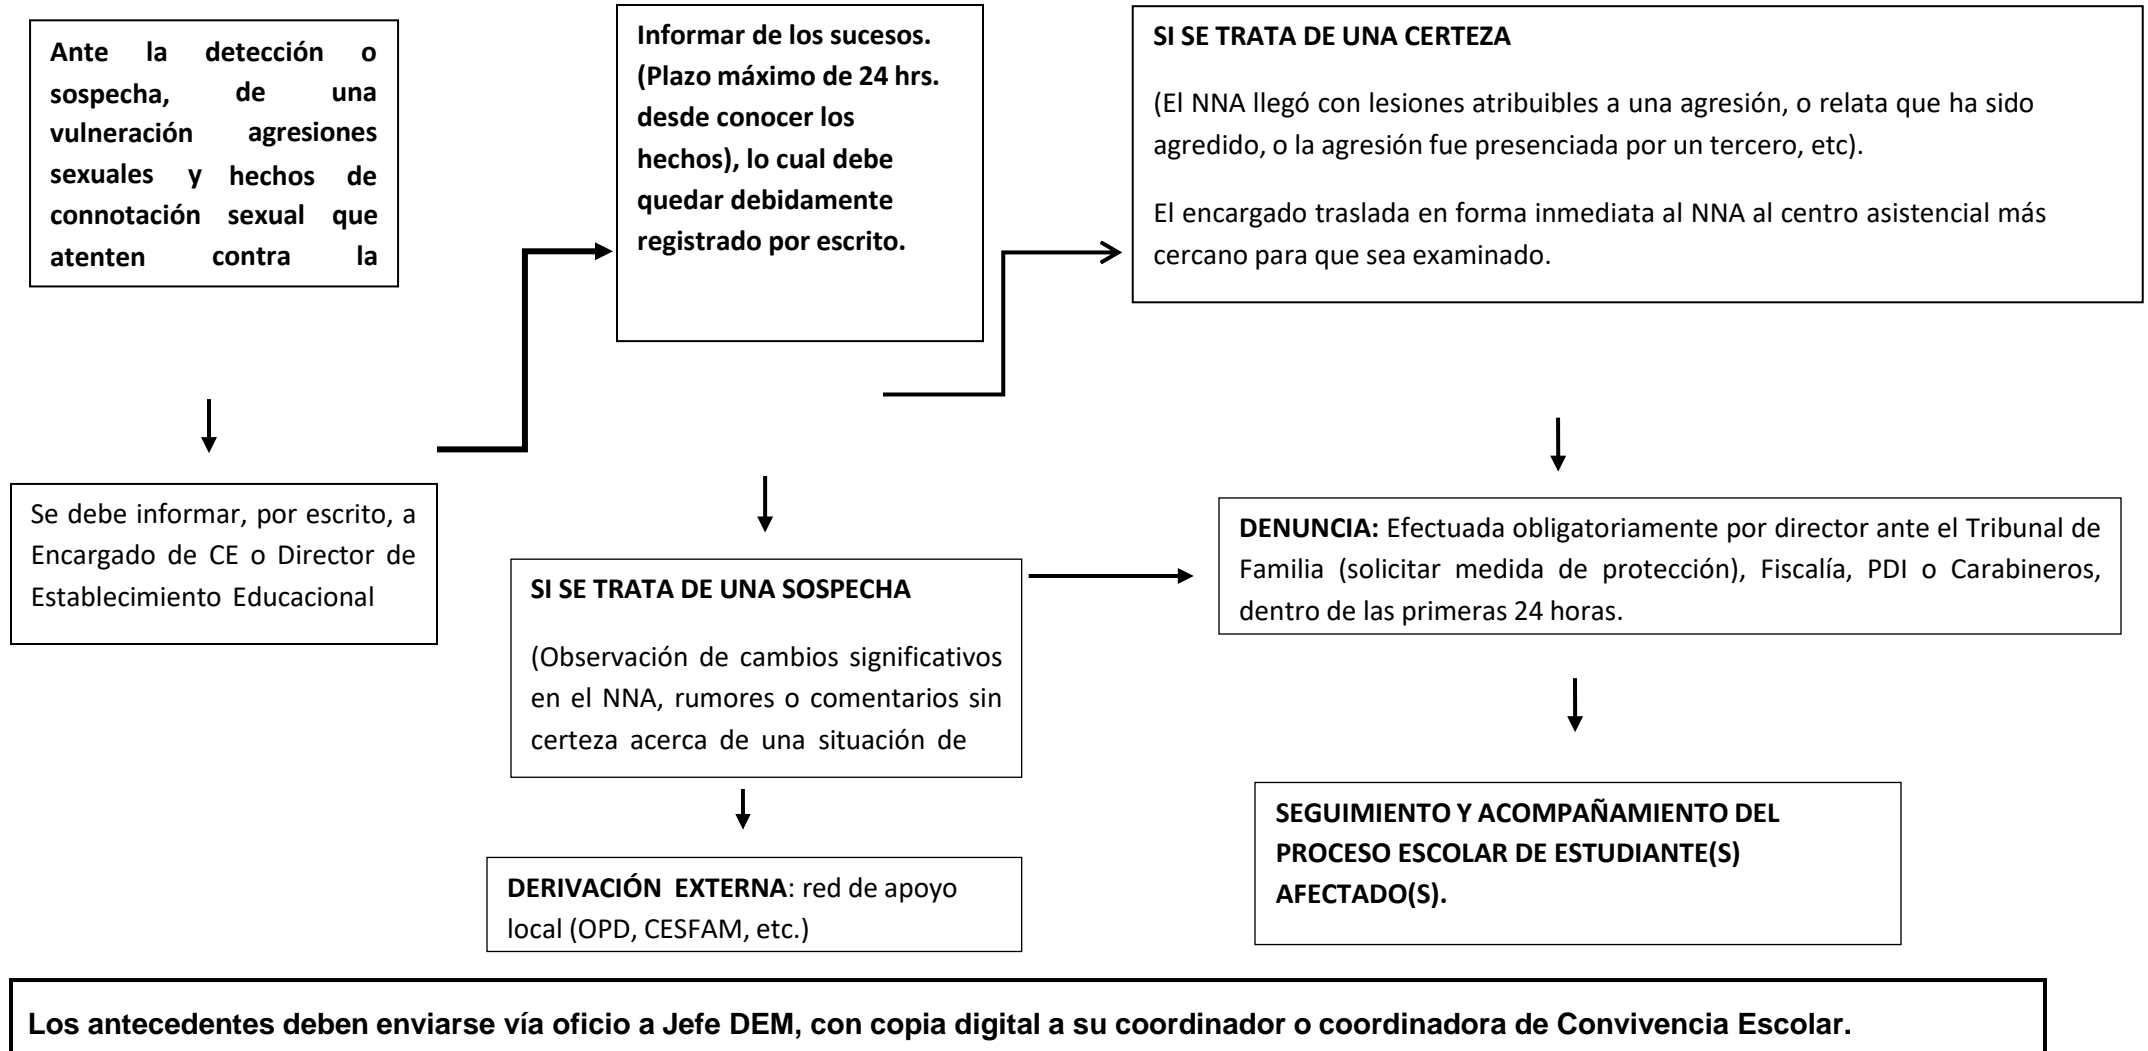 Ante la detección o
sospecha, de una
vulneración agresiones
sexuales y hechos de
connotación sexual que
atenten contra la
Se debe informar, por escrito, a
Encargado de CE o Director de
Establecimiento Educacional
Informar de los sucesos.
(Plazo máximo de 24 hrs.
desde conocer los
hechos), lo cual debe
quedar debidamente
registrado por escrito.
SI SE TRATA DE UNA CERTEZA
(El NNA llegó con lesiones atribuibles a una agresión, o relata que ha sido
agredido, o la agresión fue presenciada por un tercero, etc).
El encargado traslada en forma inmediata al NNA al centro asistencial más
cercano para que sea examinado.
SI SE TRATA DE UNA SOSPECHA
(Observación de cambios significativos
en el NNA, rumores o comentarios sin
certeza acerca de una situación de
DENUNCIA: Efectuada obligatoriamente por director ante el Tribunal de
Familia (solicitar medida de protección), Fiscalía, PDI o Carabineros,
dentro de las primeras 24 horas.
DERIVACIÓN EXTERNA: red de apoyo
local (OPD, CESFAM, etc.)
SEGUIMIENTO Y ACOMPAÑAMIENTO DEL
PROCESO ESCOLAR DE ESTUDIANTE(S)
AFECTADO(S).
Los antecedentes deben enviarse vía oficio a Jefe DEM, con copia digital a su coordinador o coordinadora de Convivencia Escolar.